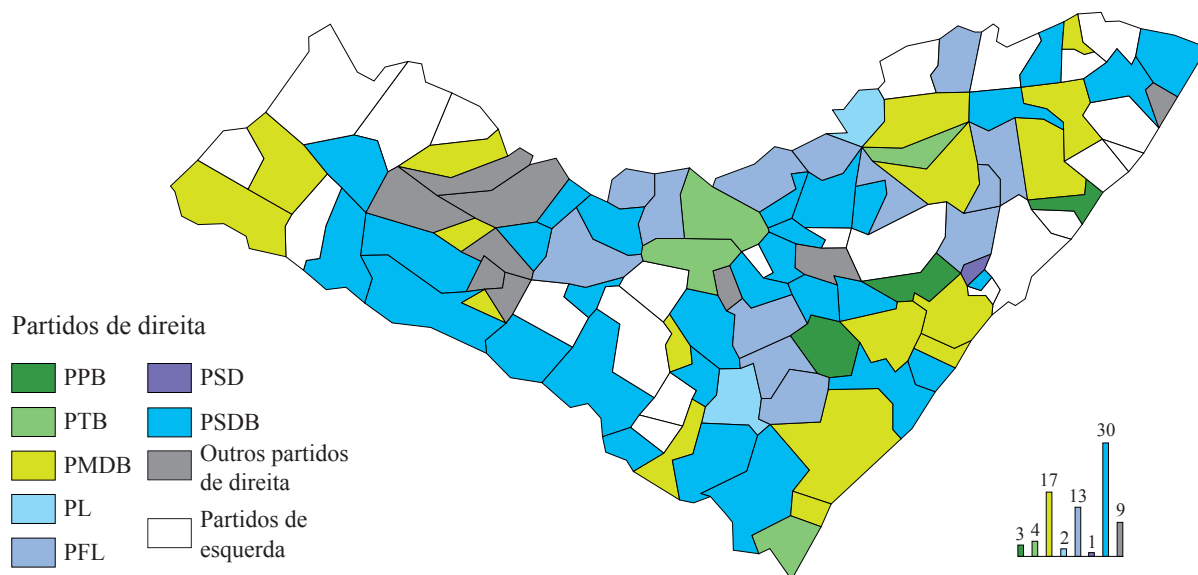 Partidos de direita
PPB
PTB
PMDB
PL
PFL
PSD
PSDB
Outros partidos
de direita
Partidos de
esquerda
3
4
17
2
13
1
30
9